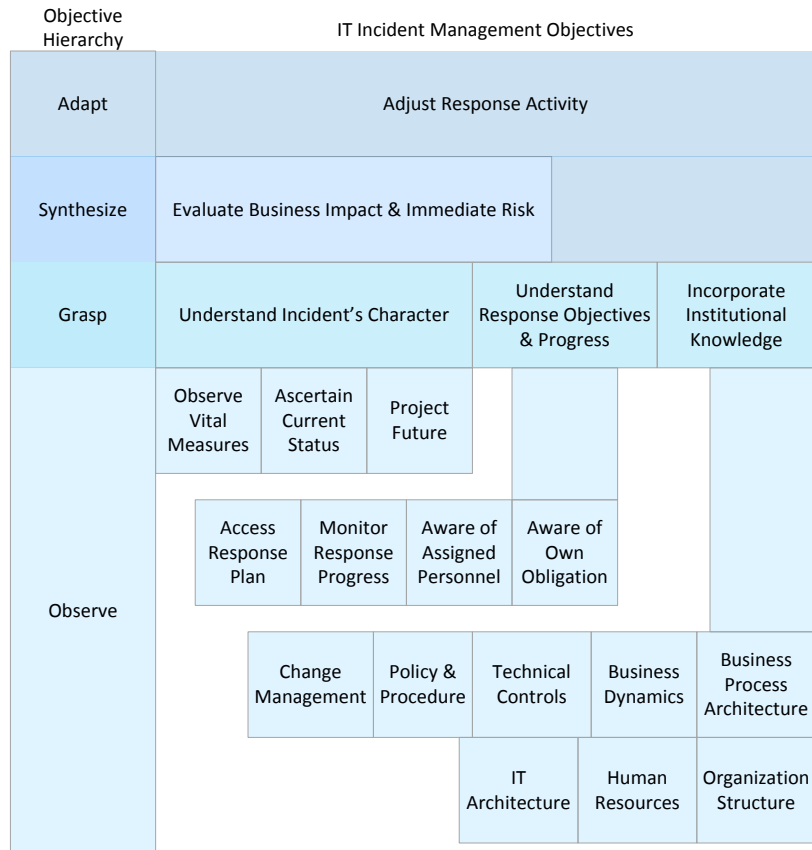 Objective
Hierarchy
IT Incident Management Objectives
Adapt
Adjust Response Activity
Synthesize
Evaluate Business Impact & Immediate Risk
Grasp
Understand Incident’s Character
Understand
Response Objectives
& Progress
Incorporate
Institutional
Knowledge
Observe
Observe
Vital
Measures
Ascertain
Current
Status
Project
Future
Access
Response
Plan
Monitor
Response
Progress
Aware of
Assigned
Personnel
Aware of
Own
Obligation
Change
Management
Policy &
Procedure
Technical
Controls
Business
Dynamics
Business
Process
Architecture
IT
Architecture
Human
Resources
Organization
Structure